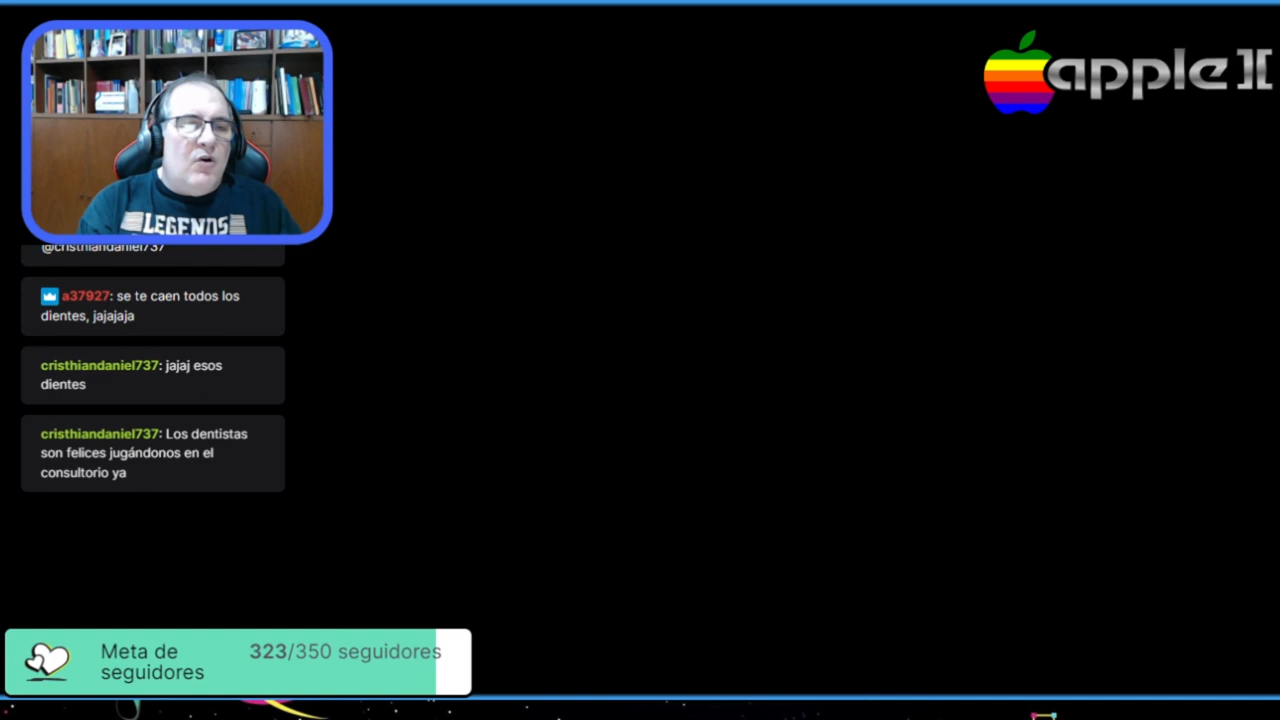 apple ][
LEGENDS
@cristhiandaniel737
a37927: se te caen todos los
dientes, jajajaja
cristhiandaniel737: jajaj esos
dientes
cristhiandaniel737: Los dentistas
son felices jugándonos en el
consultorio ya
Meta de
seguidores
323/350 seguidores